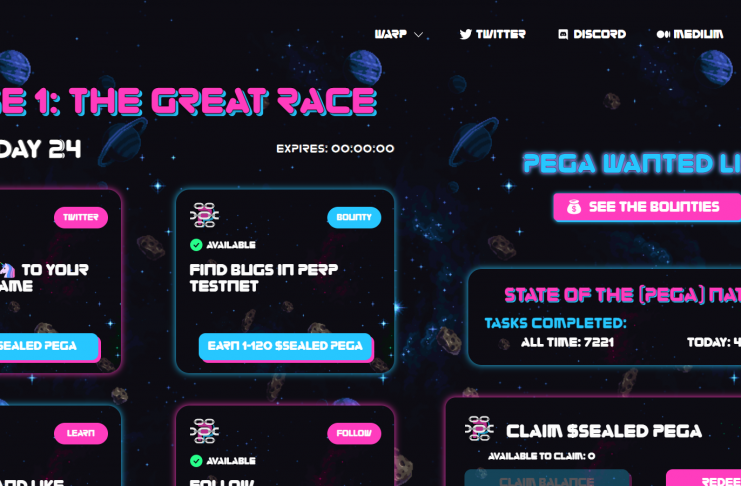 WARP
TWITTER
DISCORD
MEDIUM
E 1: THE GREAT RACE
DAY 24
EXPIRES: 00:00:00
PEGA WANTED LI
SEE THE BOUNTIES
TWITTER
TO YOUR
AME
SEALED PEGA
BOUNTY
AVAILABLE
FIND BUGS IN PERP
TESTNET
EARN 1-120 $SEALED PEGA
STATE OF THE (PEGA) NAT
TASKS COMPLETED:
ALL TIME: 7221
TODAY: 4
LEARN
AND LIKE
FOLLOW
AVAILABLE
FOLLOW
CLAIM $SEALED PEGA
AVAILABLE TO CLAIM: 0
CLAIM BALANCE
REDEE